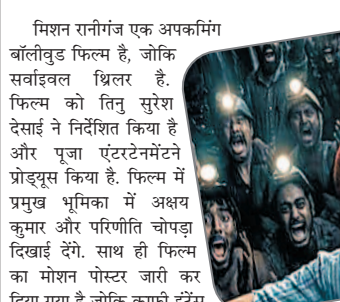 मिशन रानीगंज एक अपकमिंग
बॉलीवुड फिल्म है, जोकि
सर्वाइवल थ्रिलर है.
फिल्म को तिनु सुरेश
देसाई ने निर्देशित किया है
और पूजा एंटरटेनमेंटने
प्रोड्यूस किया है. फिल्म में
प्रमुख भूमिका में अक्षय
कुमार और परिणीति चोपड़ा
दिखाई देंगे. साथ ही फिल्म
का मोशन पोस्टर जारी कर
दिया गया है जोकि काफी इंटेंस